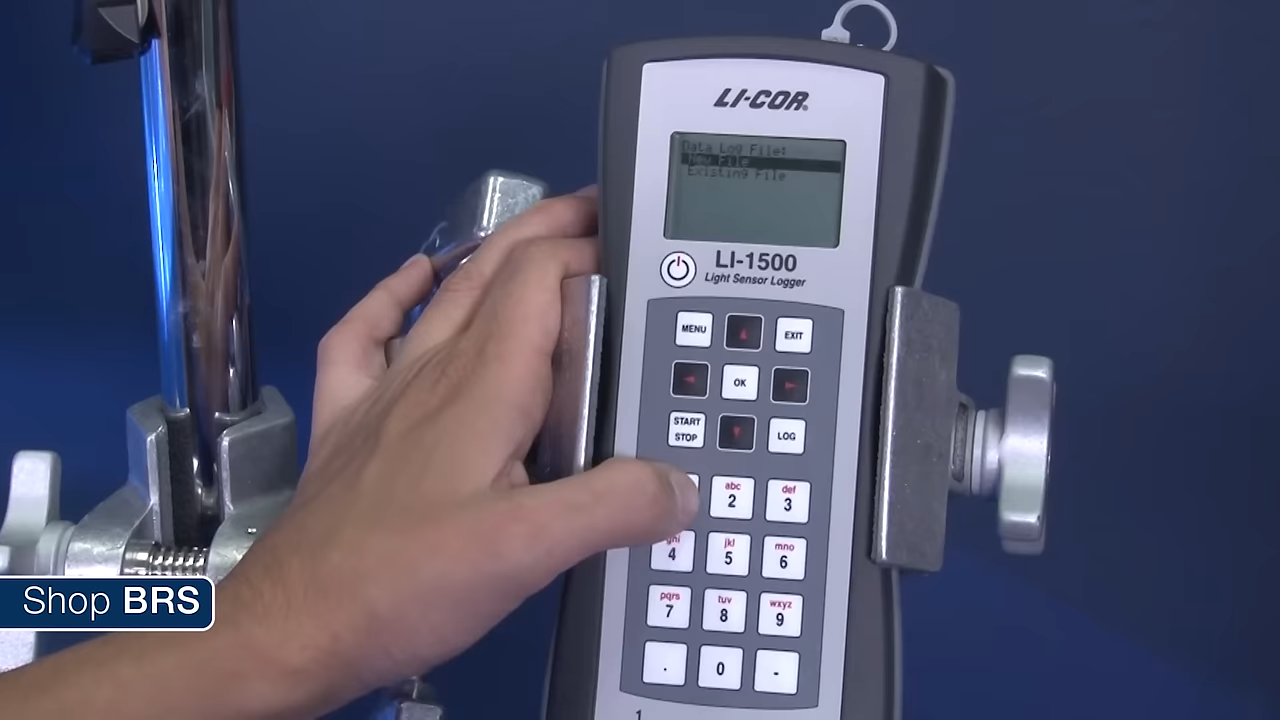 LI-COR®
Data Log File:
New File
Existing File
LI-1500
Light Sensor Logger
MENU
EXIT
OK
START
STOP
LOG
abc
2
def
3
ghi
4
jkl
5
mno
6
pqrs
7
tuv
8
wxyz
9
.
0
-
1
Shop BRS